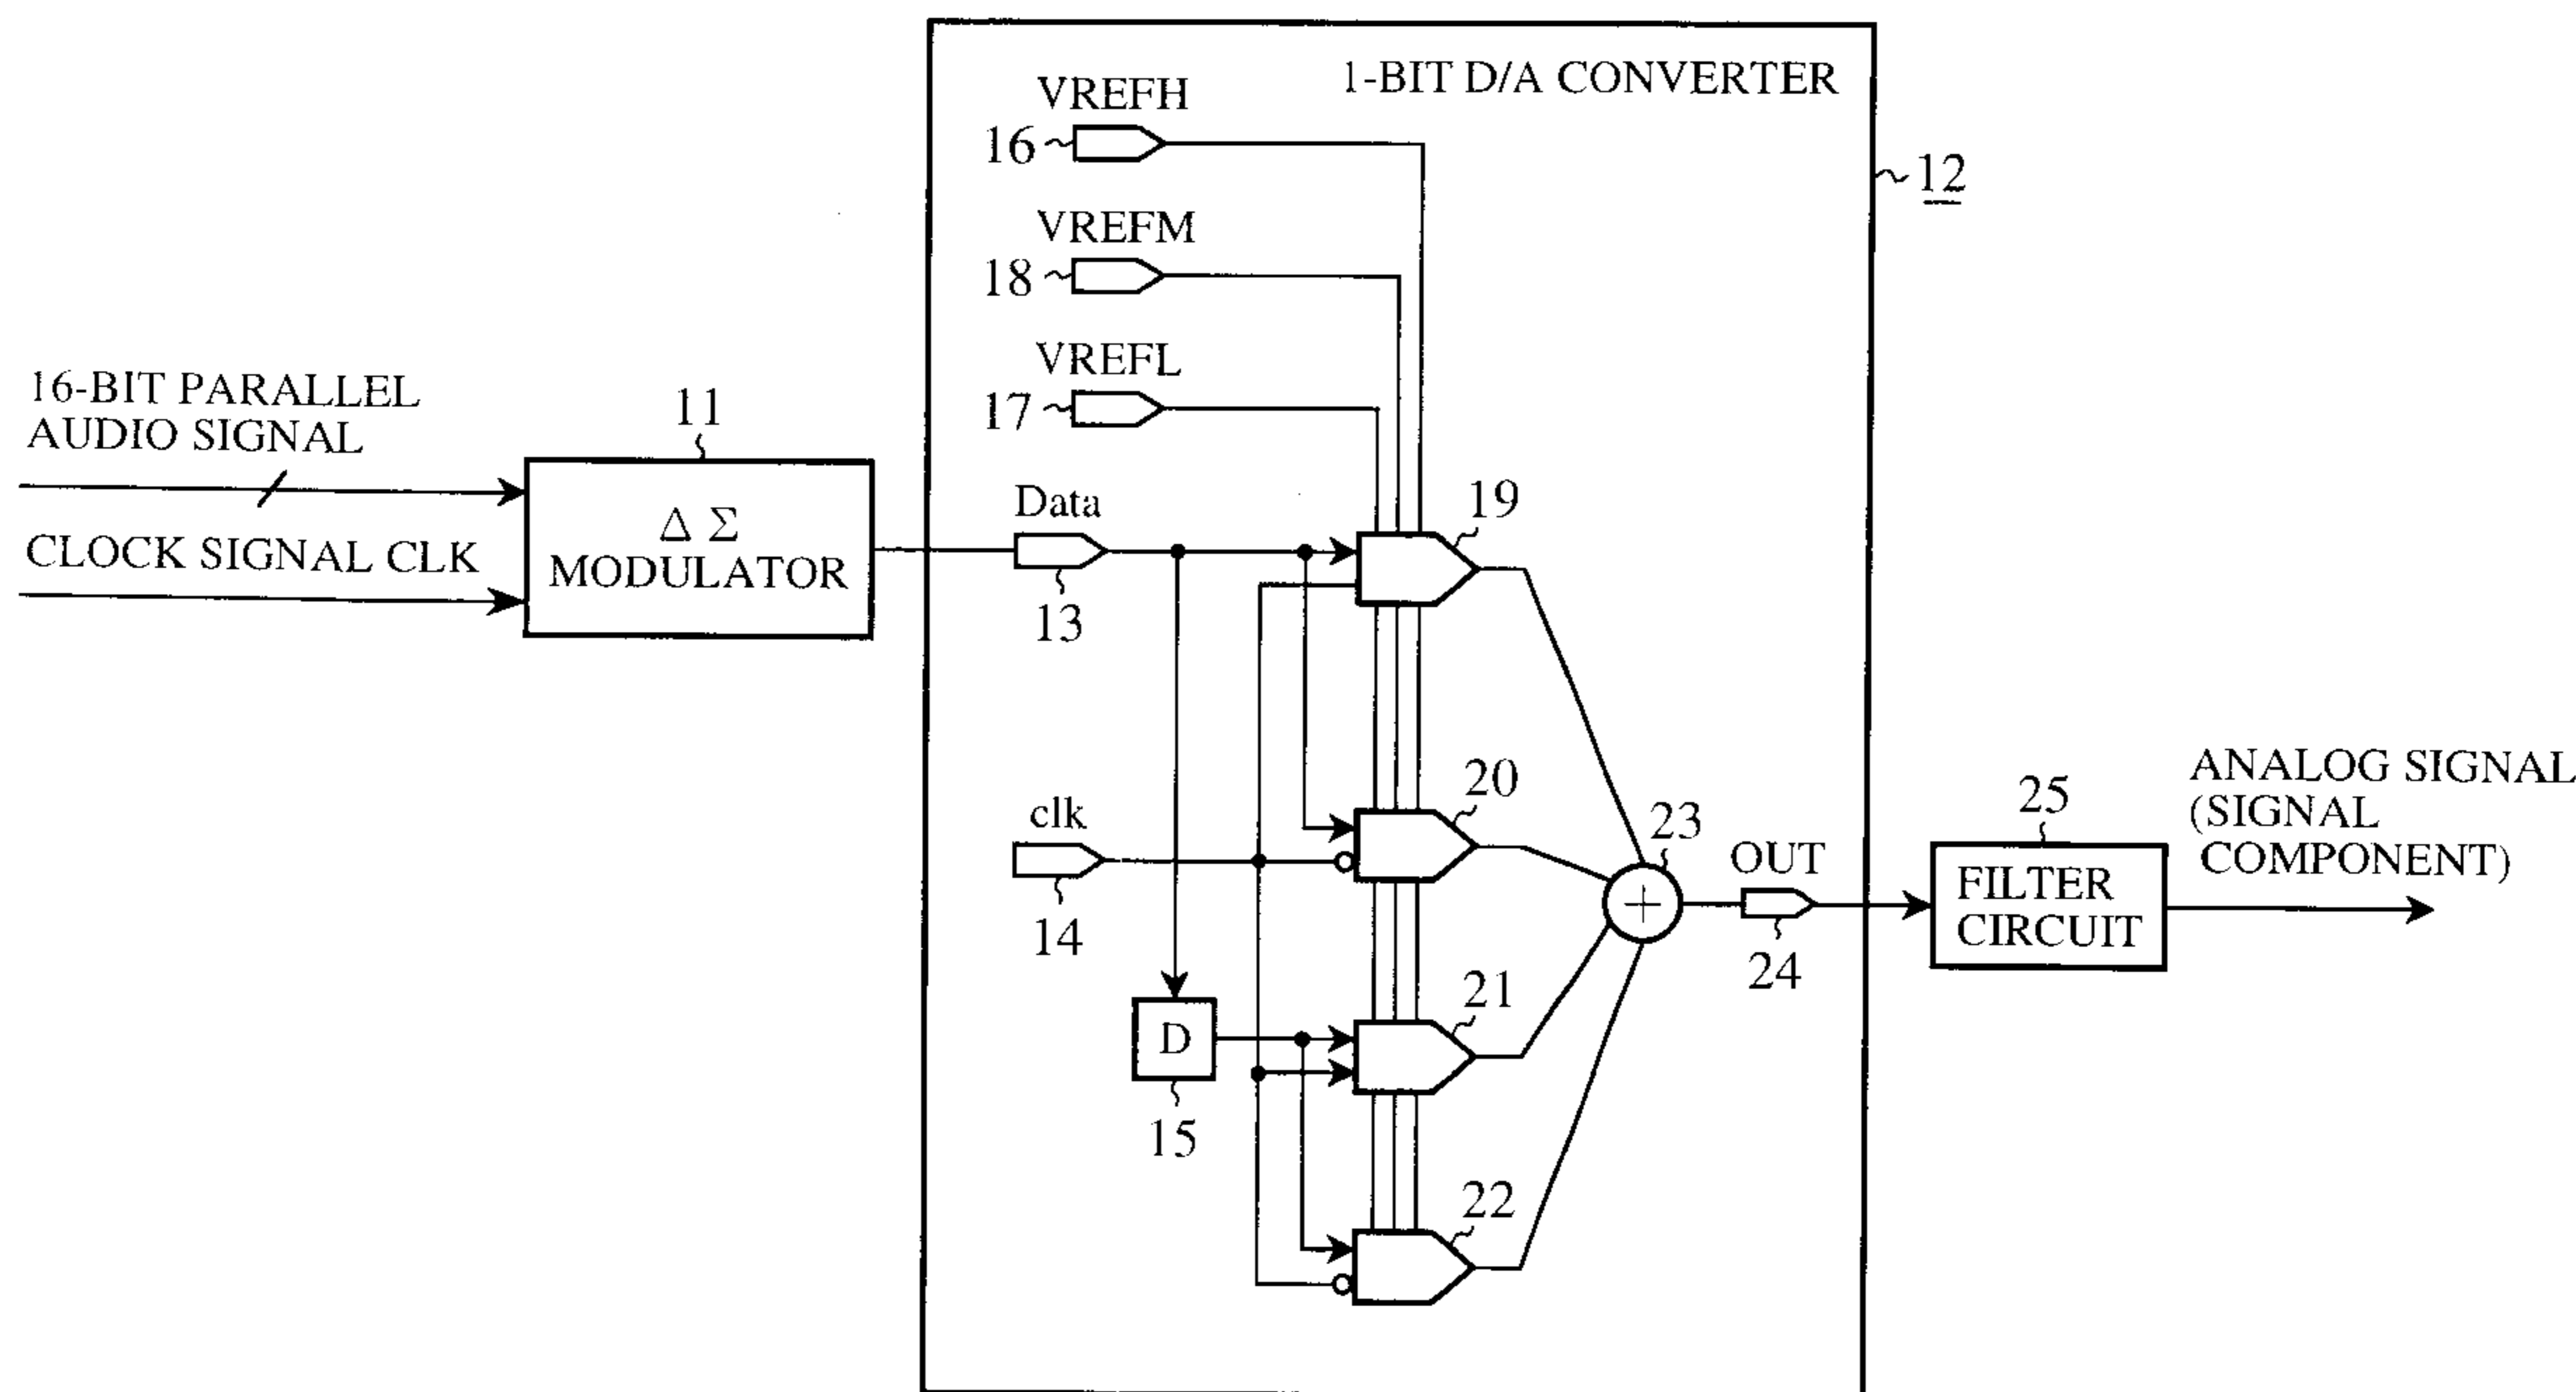 1-BIT D/A CONVERTER
VREFH
16
12
VREFM
18
VREFL
17
16-BIT PARALLEL
AUDIO SIGNAL
CLOCK SIGNAL CLK
11
Δ Σ
MODULATOR
Data
13
19
clk
14
20
D
15
21
22
23
OUT
24
25
FILTER
CIRCUIT
ANALOG SIGNAL
(SIGNAL
COMPONENT)